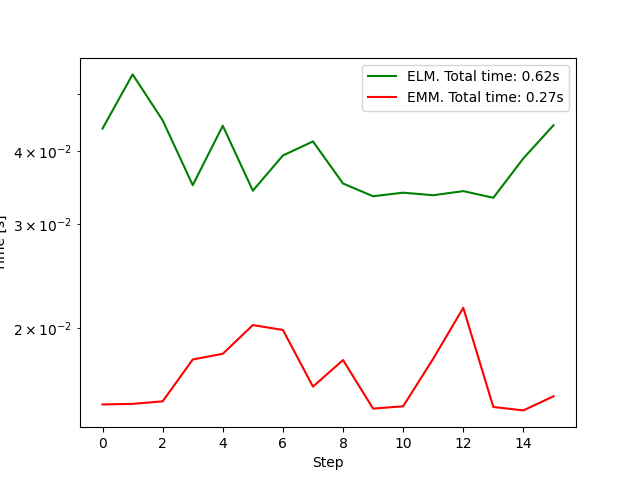 ELM. Total time: 0.62s
EMM. Total time: 0.27s
4 × 10⁻²
3 × 10⁻²
2 × 10⁻²
0 2 4 6 8 10 12 14
Step